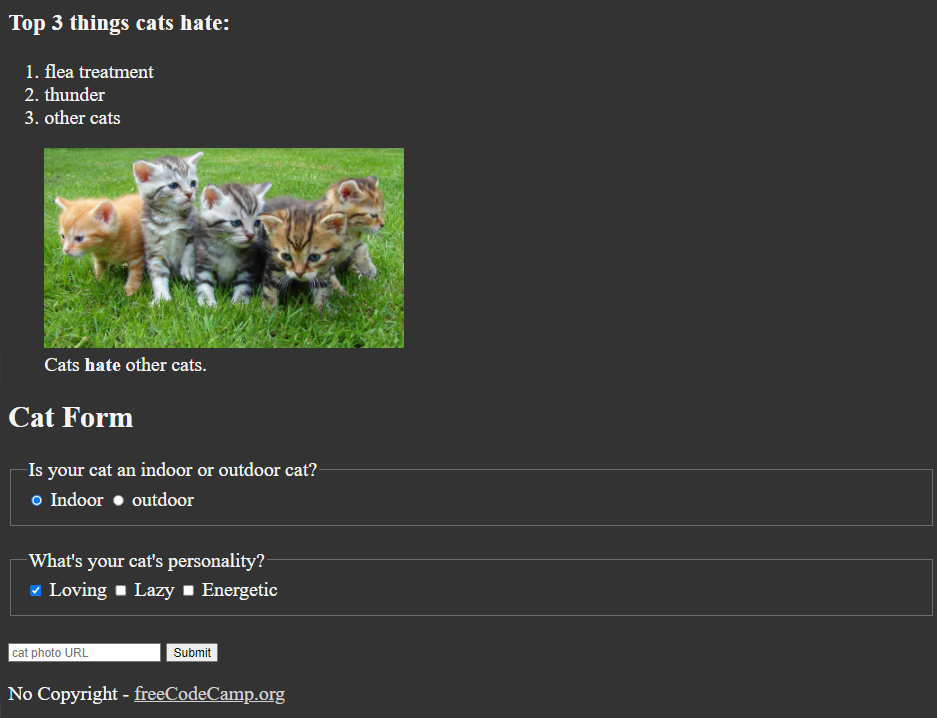 Top 3 things cats hate:
1. flea treatment
2. thunder
3. other cats
Cats hate other cats.
Cat Form
Is your cat an indoor or outdoor cat?
Indoor outdoor
What's your cat's personality?
Loving Lazy Energetic
cat photo URL Submit
No Copyright - freeCodeCamp.org